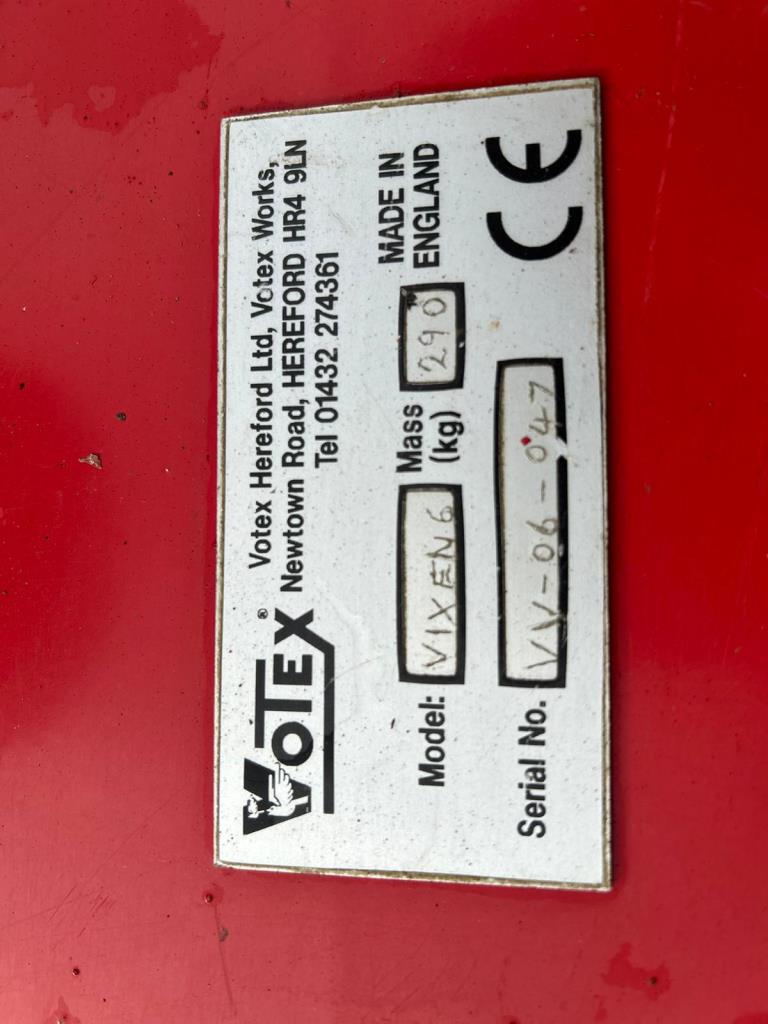 VOTEX®
Votex Hereford Ltd, Votex Works,
Newtown Road, HEREFORD HR4 9LN
Tel 01432 274361
Model: VIXEN6 Mass (kg) 290 MADE IN ENGLAND
Serial No. VV-06-047 CE